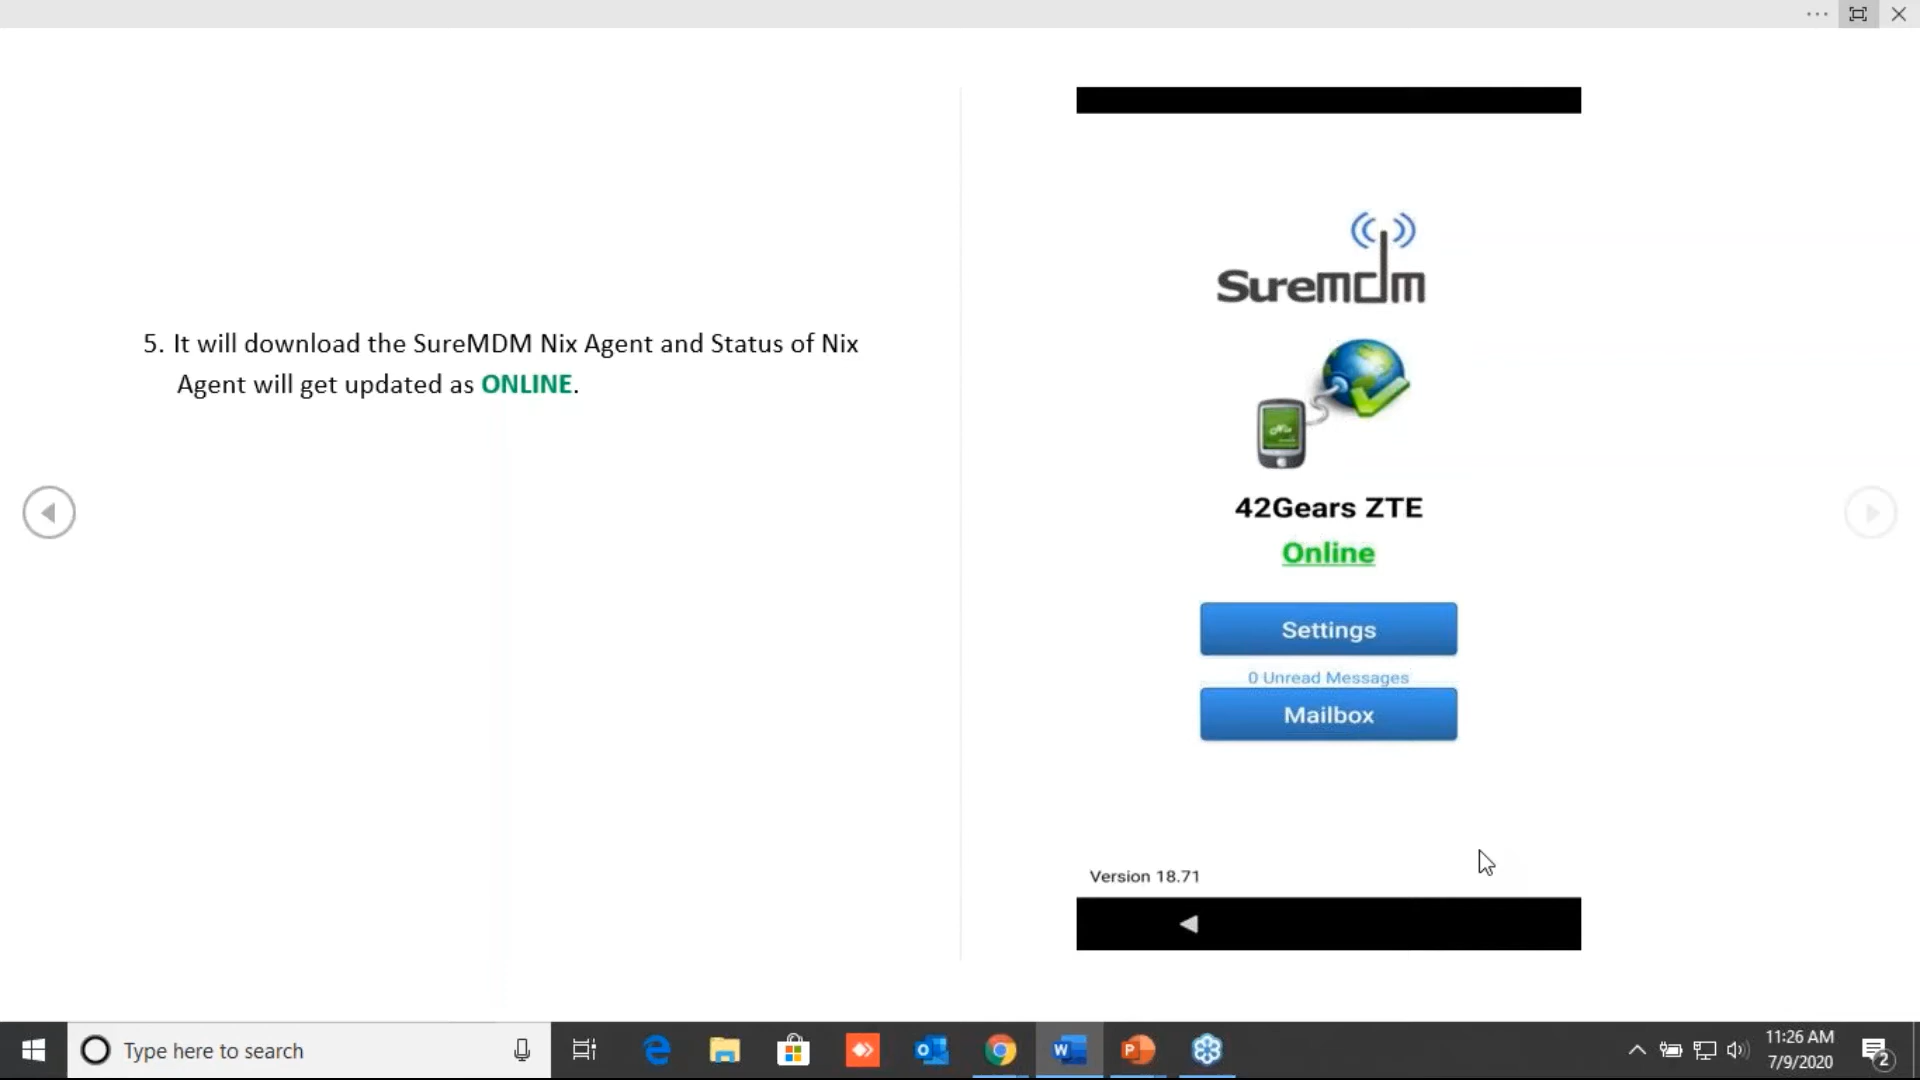 5. It will download the SureMDM Nix Agent and Status of Nix
Agent will get updated as ONLINE.
Suremdm
Nix
42Gears ZTE
Online
Settings
0 Unread Messages
Mailbox
Version 18.71
Type here to search
11:26 AM
7/9/2020
2